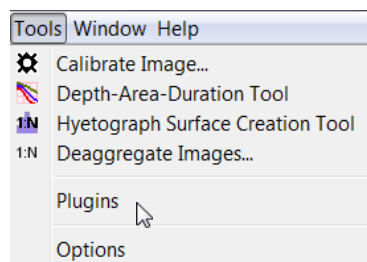 Tools Window Help
Calibrate Image...
Depth-Area-Duration Tool
1:N Hyetograph Surface Creation Tool
1:N Deaggregate Images...
Plugins
Options